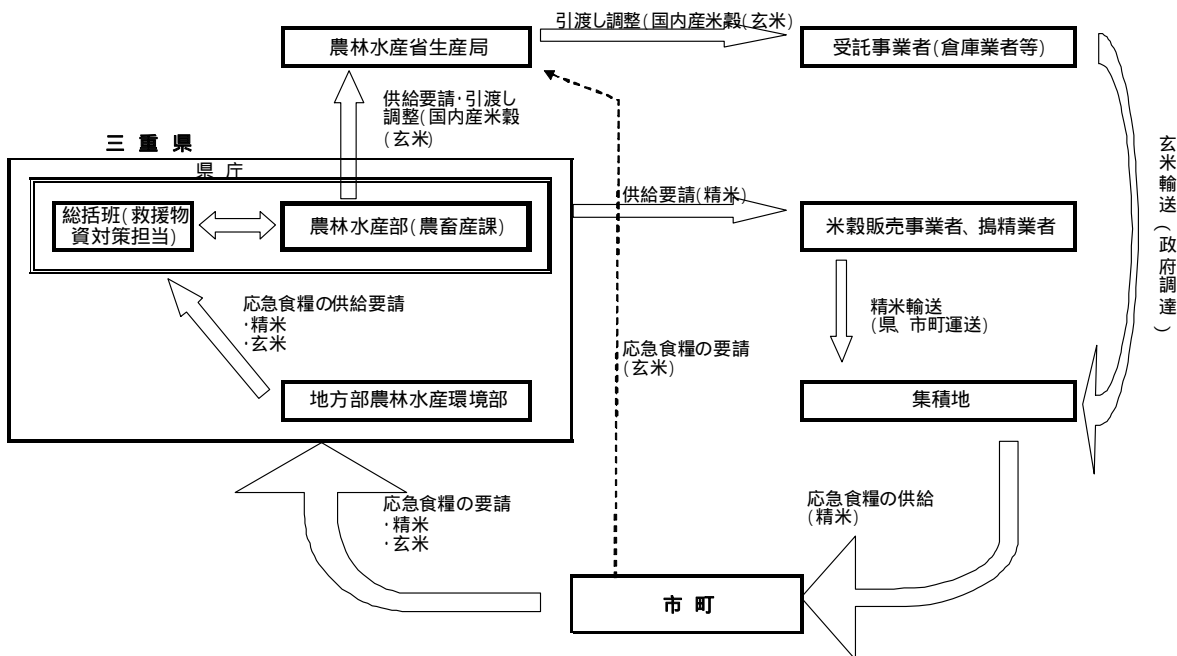 引渡し調整(国内産米穀(玄米)
農林水産省生産局
受託事業者(倉庫業者等)
供給要請・引渡し
調整(国内産米穀
(玄米)
三 重 県
県 庁
総括班(救援物
資対策担当)
農林水産部(農畜産課)
供給要請(精米)
米穀販売事業者、搗精業者
玄米輸送(政府調達)
応急食糧の供給要請
・精米
・玄米
精米輸送
(県、市町運送)
応急食糧の要請
(玄米)
地方部農林水産環境部
集積地
応急食糧の要請
・精米
・玄米
応急食糧の供給
(精米)
市 町